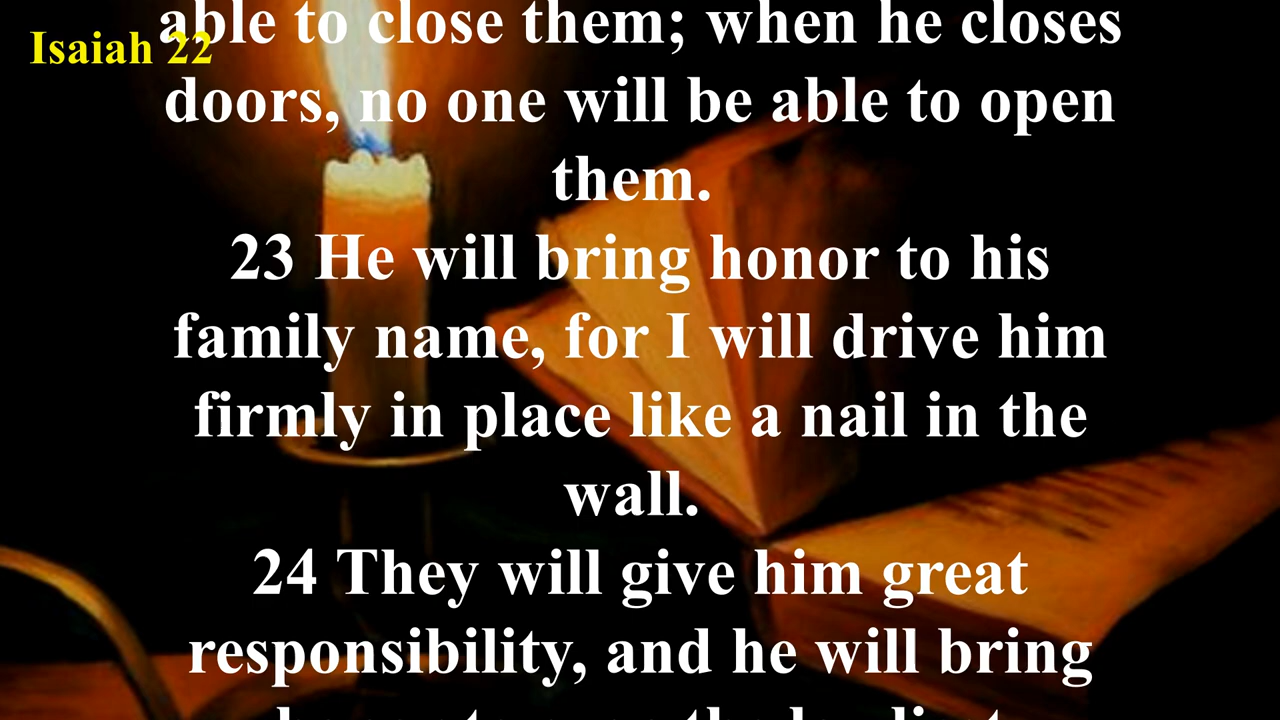 Isaiah 22
able to close them; when he closes
doors, no one will be able to open
them.
23 He will bring honor to his
family name, for I will drive him
firmly in place like a nail in the
wall.
24 They will give him great
responsibility, and he will bring